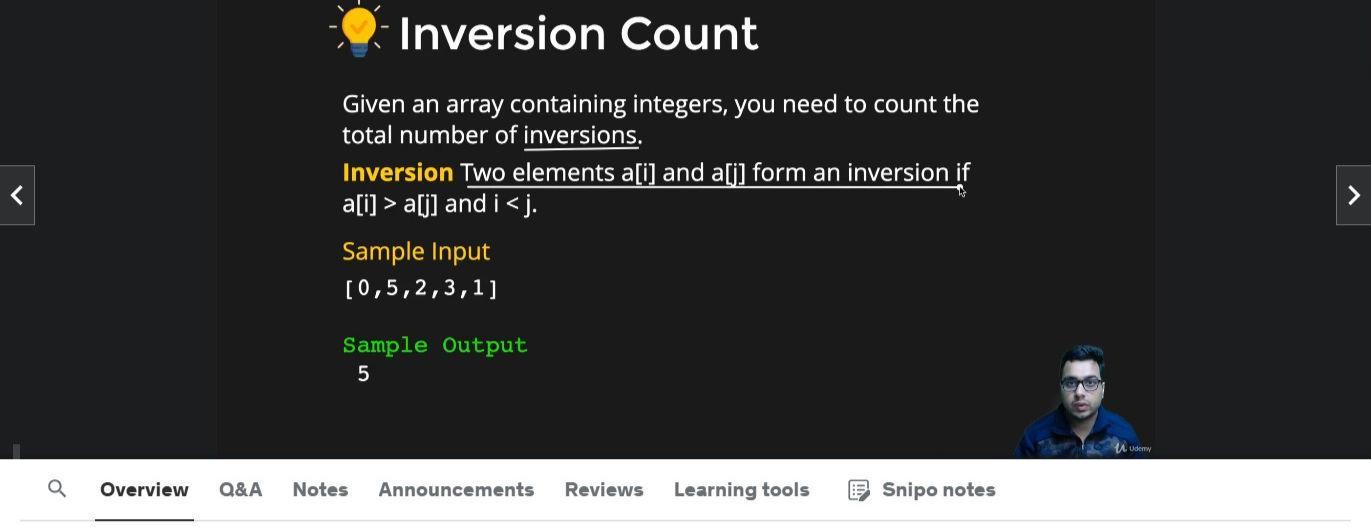 Inversion Count
Given an array containing integers, you need to count the
total number of inversions.
Inversion Two elements a[i] and a[j] form an inversion if
a[i] > a[j] and i < j.
Sample Input
[0,5,2,3,1]
Sample Output
5
Udemy
Overview Q&A Notes Announcements Reviews Learning tools Snipo notes